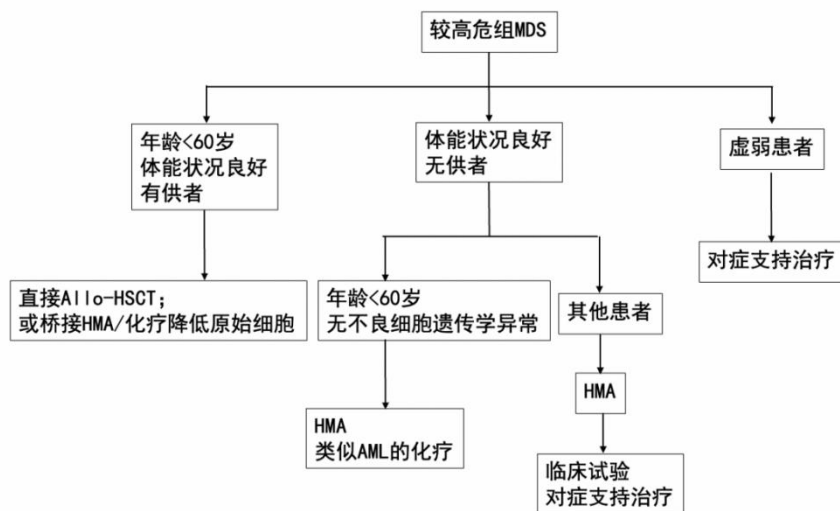 较高危组MDS
年龄<60岁
体能状况良好
有供者
体能状况良好
无供者
虚弱患者
直接Allo-HSCT；
或桥接HMA/化疗降低原始细胞
年龄<60岁
无不良细胞遗传学异常
其他患者
对症支持治疗
HMA
类似AML的化疗
HMA
临床试验
对症支持治疗